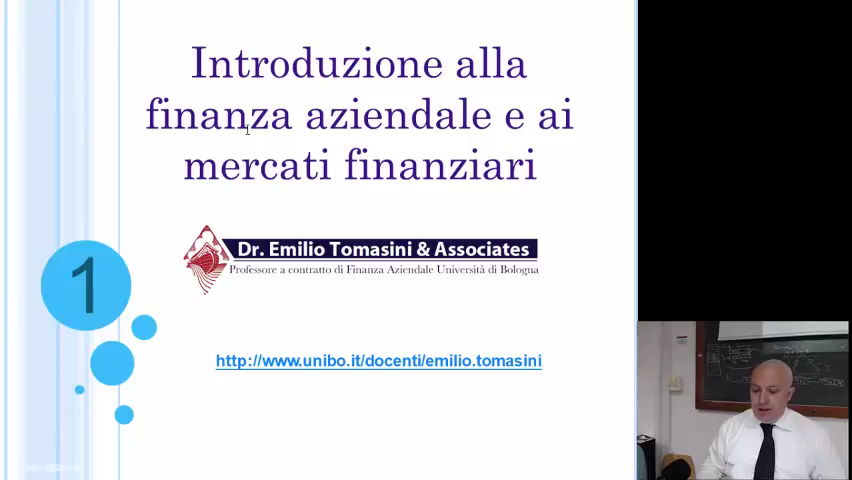 Introduzione alla
finanza aziendale e ai
mercati finanziari
Dr. Emilio Tomasini & Associates
Professore a contratto di Finanza Aziendale Università di Bologna
1
http://www.unibo.it/docenti/emilio.tomasini